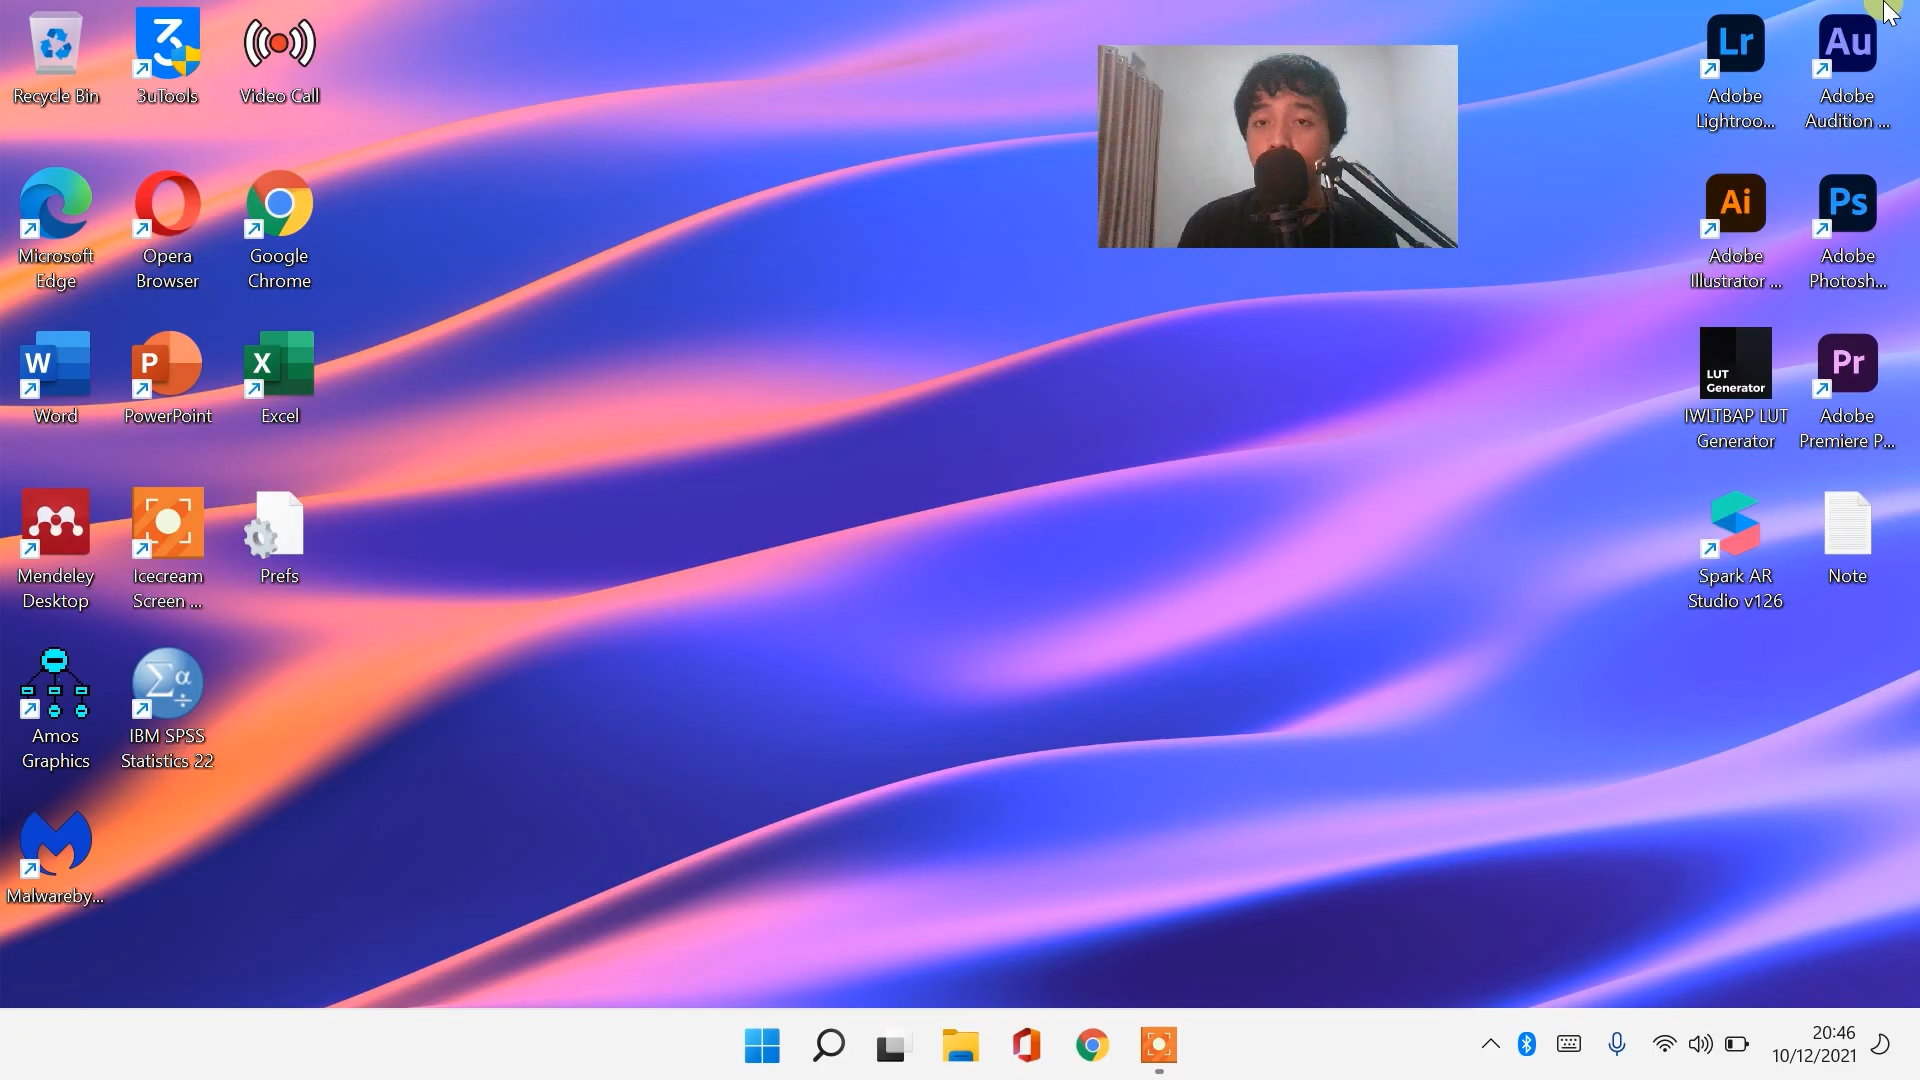 Recycle Bin
3uTools
Video Call
Lr
Adobe
Lightroo...
Au
Adobe
Audition ...
Microsoft
Edge
Opera
Browser
Google
Chrome
Ai
Adobe
Illustrator ...
Ps
Adobe
Photosh...
W
Word
P
PowerPoint
X
Excel
LUT
Generator
IWLTBAP LUT
Generator
Pr
Adobe
Premiere P...
Mendeley
Desktop
Icecream
Screen ...
Prefs
Spark AR
Studio v126
Note
Amos
Graphics
Σα
÷
IBM SPSS
Statistics 22
Malwareby...
20:46
10/12/2021